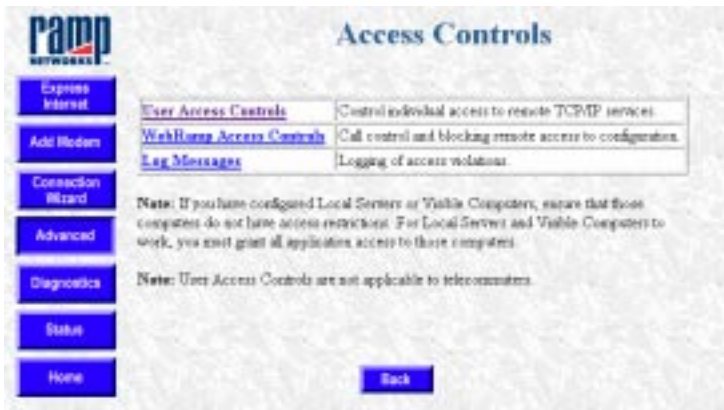 ramp
NETWORKS
Access Controls
Express
Internet
Add Modem
Connection
Wizard
Advanced
Diagnostics
Status
Home
User Access Controls Control individual access to remote TCP/IP services.
WebRamp Access Controls Call control and blocking remote access to configuration.
Log Messages Logging of access violations.
Note: If you have configured Local Servers or Visible Computers, ensure that those
computers do not have access restrictions. For Local Servers and Visible Computers to
work, you must grant all application access to those computers.
Note: User Access Controls are not applicable to telecommuters.
Back